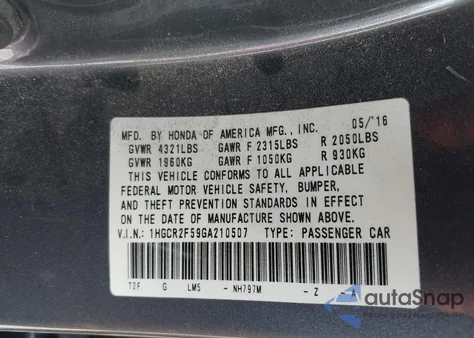 MFD. BY HONDA OF AMERICA MFG., INC. 05/16
GVWR 4321LBS GAWR F 2315LBS R 2050LBS
GVWR 1960KG GAWR F 1050KG R 930KG
THIS VEHICLE CONFORMS TO ALL APPLICABLE
FEDERAL MOTOR VEHICLE SAFETY, BUMPER,
AND THEFT PREVENTION STANDARDS IN EFFECT
ON THE DATE OF MANUFACTURE SHOWN ABOVE.
V.I.N.: 1HGCR2F59GA210507 TYPE: PASSENGER CAR
T2F G LM5 - NH797M - Z - A
autoSnap